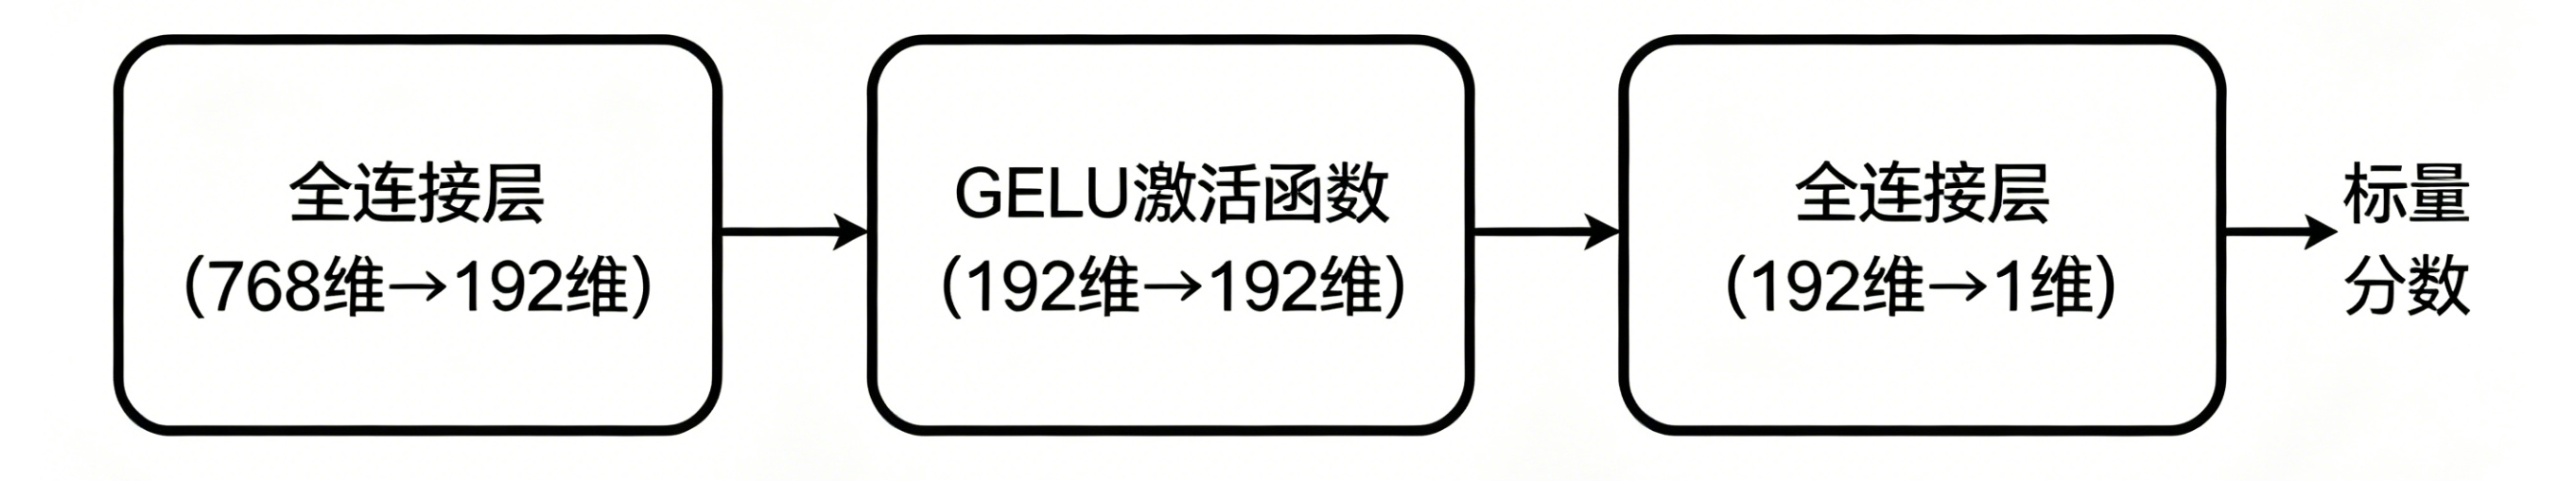 全连接层
(768维→192维)
GELU激活函数
(192维→192维)
全连接层
(192维→1维)
标量
分数